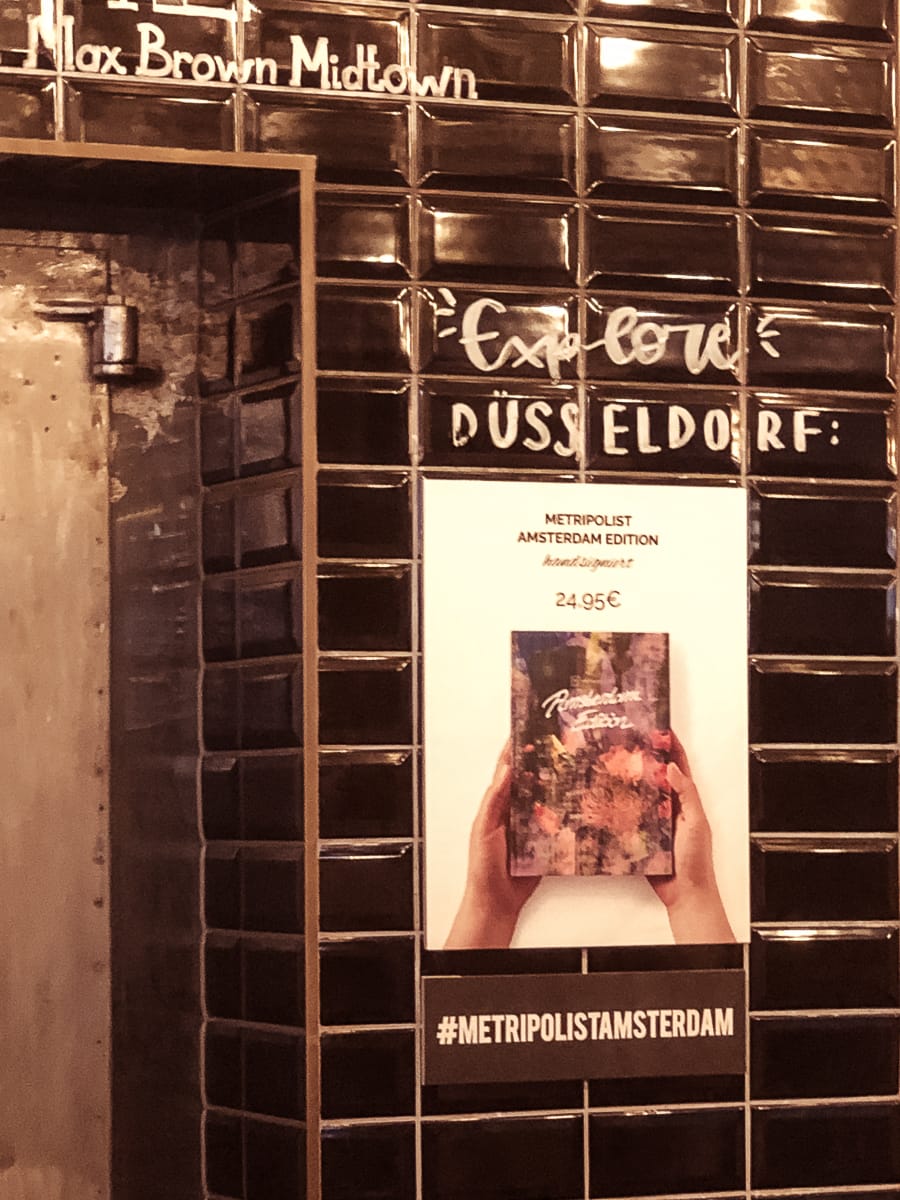 Max Brown Midtown
Explore
DÜSSELDORF:
METRIPOLIST
AMSTERDAM EDITION
handsigniert
24.95€
Amsterdam
Edition
#METRIPOLISTAMSTERDAM